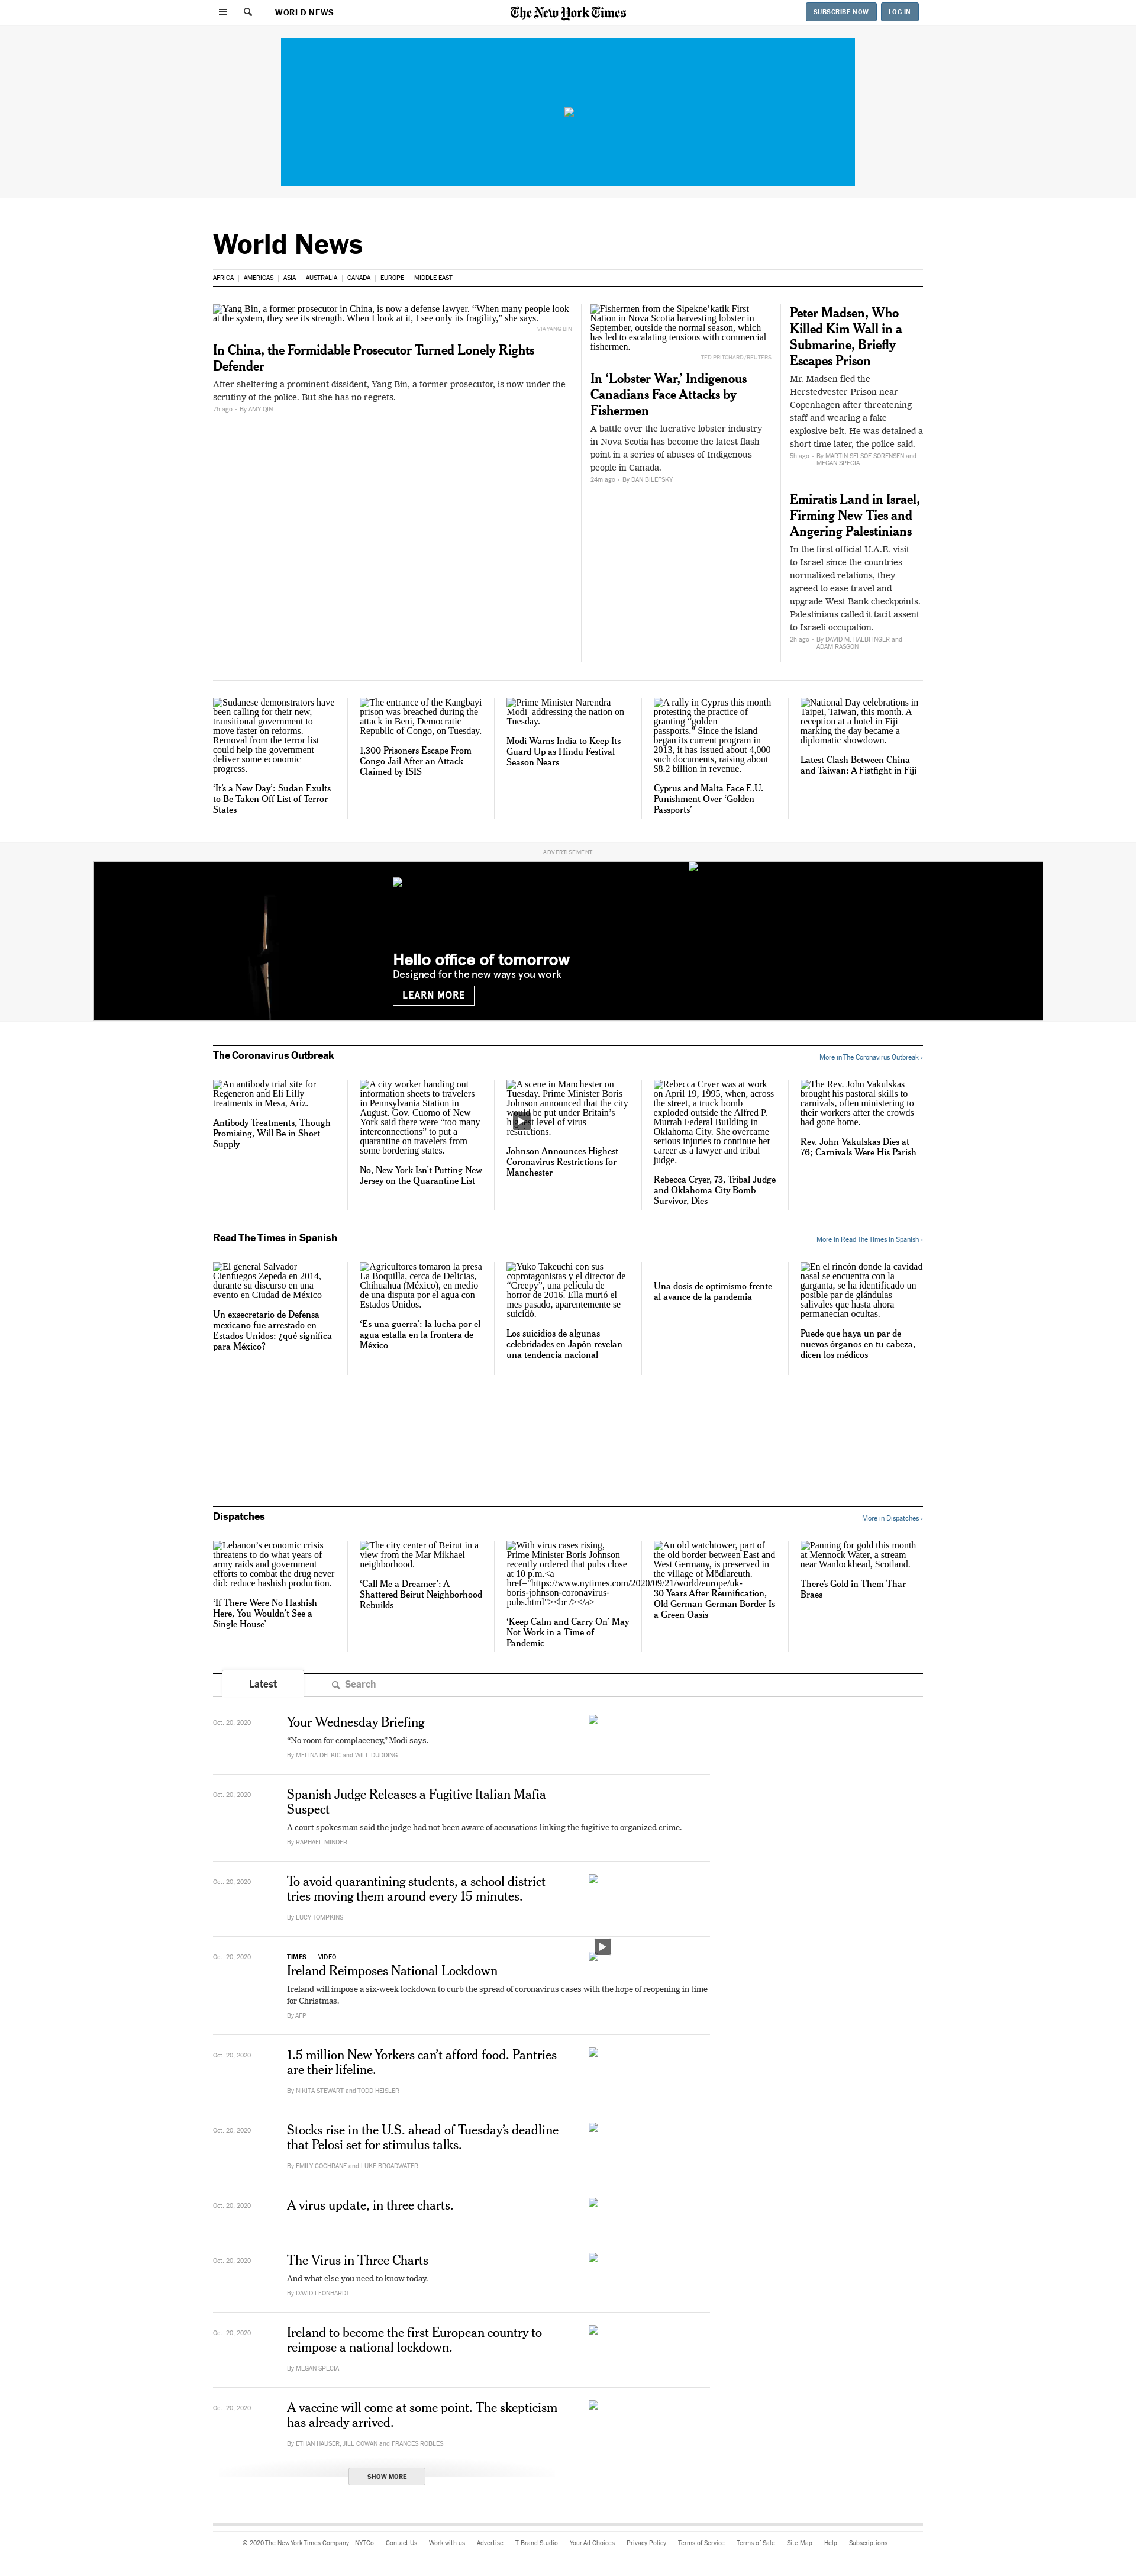 WORLD NEWS
The New York Times
SUBSCRIBE NOW
LOG IN
World News
AFRICA
AMERICAS
ASIA
AUSTRALIA
CANADA
EUROPE
MIDDLE EAST
Yang Bin, a former prosecutor in China, is now a defense lawyer. “When many people look
at the system, they see its strength. When I look at it, I see only its fragility,” she says.
VIA YANG BIN
In China, the Formidable Prosecutor Turned Lonely Rights
Defender
After sheltering a prominent dissident, Yang Bin, a former prosecutor, is now under the
scrutiny of the police. But she has no regrets.
7h ago - By AMY QIN
Fishermen from the Sipekne’katik First
Nation in Nova Scotia harvesting lobster in
September, outside the normal season, which
has led to escalating tensions with commercial
fishermen.
TED PRITCHARD/REUTERS
In ‘Lobster War,’ Indigenous
Canadians Face Attacks by
Fishermen
A battle over the lucrative lobster industry
in Nova Scotia has become the latest flash
point in a series of abuses of Indigenous
people in Canada.
24m ago - By DAN BILEFSKY
Peter Madsen, Who
Killed Kim Wall in a
Submarine, Briefly
Escapes Prison
Mr. Madsen fled the
Herstedvester Prison near
Copenhagen after threatening
staff and wearing a fake
explosive belt. He was detained a
short time later, the police said.
5h ago - By MARTIN SELSOE SORENSEN and
MEGAN SPECIA
Emiratis Land in Israel,
Firming New Ties and
Angering Palestinians
In the first official U.A.E. visit
to Israel since the countries
normalized relations, they
agreed to ease travel and
upgrade West Bank checkpoints.
Palestinians called it tacit assent
to Israeli occupation.
2h ago - By DAVID M. HALBFINGER and
ADAM RASGON
Sudanese demonstrators have
been calling for their new,
transitional government to
move faster on reforms.
Removal from the terror list
could help the government
deliver some economic
progress.
‘It’s a New Day’: Sudan Exults
to Be Taken Off List of Terror
States
The entrance of the Kangbayi
prison was breached during the
attack in Beni, Democratic
Republic of Congo, on Tuesday.
1,300 Prisoners Escape From
Congo Jail After an Attack
Claimed by ISIS
Prime Minister Narendra
Modi addressing the nation on
Tuesday.
Modi Warns India to Keep Its
Guard Up as Hindu Festival
Season Nears
A rally in Cyprus this month
protesting the practice of
granting “golden
passports.” Since the island
began its current program in
2013, it has issued about 4,000
such documents, raising about
$8.2 billion in revenue.
Cyprus and Malta Face E.U.
Punishment Over ‘Golden
Passports’
National Day celebrations in
Taipei, Taiwan, this month. A
reception at a hotel in Fiji
marking the day became a
diplomatic showdown.
Latest Clash Between China
and Taiwan: A Fistfight in Fiji
ADVERTISEMENT
Hello office of tomorrow
Designed for the new ways you work
LEARN MORE
The Coronavirus Outbreak
More in The Coronavirus Outbreak ›
An antibody trial site for
Regeneron and Eli Lilly
treatments in Mesa, Ariz.
Antibody Treatments, Though
Promising, Will Be in Short
Supply
A city worker handing out
information sheets to travelers
in Pennsylvania Station in
August. Gov. Cuomo of New
York said there were “too many
interconnections” to put a
quarantine on travelers from
some bordering states.
No, New York Isn’t Putting New
Jersey on the Quarantine List
A scene in Manchester on
Tuesday. Prime Minister Boris
Johnson announced that the city
would be put under Britain’s
level of virus
restrictions.
Johnson Announces Highest
Coronavirus Restrictions for
Manchester
Rebecca Cryer was at work
on April 19, 1995, when, across
the street, a truck bomb
exploded outside the Alfred P.
Murrah Federal Building in
Oklahoma City. She overcame
serious injuries to continue her
career as a lawyer and tribal
judge.
Rebecca Cryer, 73, Tribal Judge
and Oklahoma City Bomb
Survivor, Dies
The Rev. John Vakulskas
brought his pastoral skills to
carnivals, often ministering to
their workers after the crowds
had gone home.
Rev. John Vakulskas Dies at
76; Carnivals Were His Parish
Read The Times in Spanish
More in Read The Times in Spanish ›
El general Salvador
Cienfuegos Zepeda en 2014,
durante su discurso en una
evento en Ciudad de México
Un exsecretario de Defensa
mexicano fue arrestado en
Estados Unidos: ¿qué significa
para México?
Agricultores tomaron la presa
La Boquilla, cerca de Delicias,
Chihuahua (México), en medio
de una disputa por el agua con
Estados Unidos.
‘Es una guerra’: la lucha por el
agua estalla en la frontera de
México
Yuko Takeuchi con sus
coprotagonistas y el director de
“Creepy”, una película de
horror de 2016. Ella murió el
mes pasado, aparentemente se
suicidó.
Los suicidios de algunas
celebridades en Japón revelan
una tendencia nacional
Una dosis de optimismo frente
al avance de la pandemia
En el rincón donde la cavidad
nasal se encuentra con la
garganta, se ha identificado un
posible par de glándulas
salivales que hasta ahora
permanecían ocultas.
Puede que haya un par de
nuevos órganos en tu cabeza,
dicen los médicos
Dispatches
More in Dispatches ›
Lebanon’s economic crisis
threatens to do what years of
army raids and government
efforts to combat the drug never
did: reduce hashish production.
‘If There Were No Hashish
Here, You Wouldn’t See a
Single House’
The city center of Beirut in a
view from the Mar Mikhael
neighborhood.
‘Call Me a Dreamer’: A
Shattered Beirut Neighborhood
Rebuilds
With virus cases rising,
Prime Minister Boris Johnson
recently ordered that pubs close
at 10 p.m.<a
href="https://www.nytimes.com/2020/09/21/world/europe/uk-
boris-johnson-coronavirus-
pubs.html"><br /></a>
‘Keep Calm and Carry On’ May
Not Work in a Time of
Pandemic
An old watchtower, part of
the old border between East and
West Germany, is preserved in
the village of Mödlareuth.
30 Years After Reunification,
Old German-German Border Is
a Green Oasis
Panning for gold this month
at Mennock Water, a stream
near Wanlockhead, Scotland.
There’s Gold in Them Thar
Braes
Latest
Search
Oct. 20, 2020
Your Wednesday Briefing
“No room for complacency,” Modi says.
By MELINA DELKIC and WILL DUDDING
Oct. 20, 2020
Spanish Judge Releases a Fugitive Italian Mafia
Suspect
A court spokesman said the judge had not been aware of accusations linking the fugitive to organized crime.
By RAPHAEL MINDER
Oct. 20, 2020
To avoid quarantining students, a school district
tries moving them around every 15 minutes.
By LUCY TOMPKINS
Oct. 20, 2020
TIMES | VIDEO
Ireland Reimposes National Lockdown
Ireland will impose a six-week lockdown to curb the spread of coronavirus cases with the hope of reopening in time
for Christmas.
By AFP
Oct. 20, 2020
1.5 million New Yorkers can’t afford food. Pantries
are their lifeline.
By NIKITA STEWART and TODD HEISLER
Oct. 20, 2020
Stocks rise in the U.S. ahead of Tuesday’s deadline
that Pelosi set for stimulus talks.
By EMILY COCHRANE and LUKE BROADWATER
Oct. 20, 2020
A virus update, in three charts.
Oct. 20, 2020
The Virus in Three Charts
And what else you need to know today.
By DAVID LEONHARDT
Oct. 20, 2020
Ireland to become the first European country to
reimpose a national lockdown.
By MEGAN SPECIA
Oct. 20, 2020
A vaccine will come at some point. The skepticism
has already arrived.
By ETHAN HAUSER, JILL COWAN and FRANCES ROBLES
SHOW MORE
© 2020 The New York Times Company
NYTCo
Contact Us
Work with us
Advertise
T Brand Studio
Your Ad Choices
Privacy Policy
Terms of Service
Terms of Sale
Site Map
Help
Subscriptions